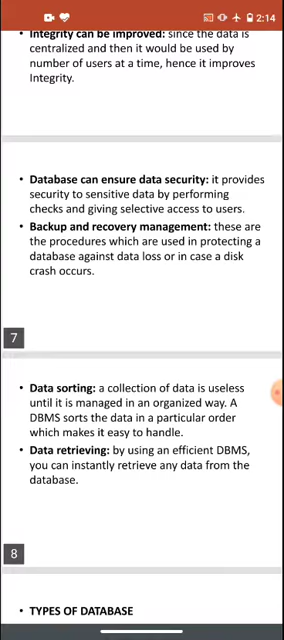 2:14
• Integrity can be improved: since the data is
centralized and then it would be used by
number of users at a time, hence it improves
Integrity.
• Database can ensure data security: it provides
security to sensitive data by performing
checks and giving selective access to users.
• Backup and recovery management: these are
the procedures which are used in protecting a
database against data loss or in case a disk
crash occurs.
7
• Data sorting: a collection of data is useless
until it is managed in an organized way. A
DBMS sorts the data in a particular order
which makes it easy to handle.
• Data retrieving: by using an efficient DBMS,
you can instantly retrieve any data from the
database.
8
• TYPES OF DATABASE